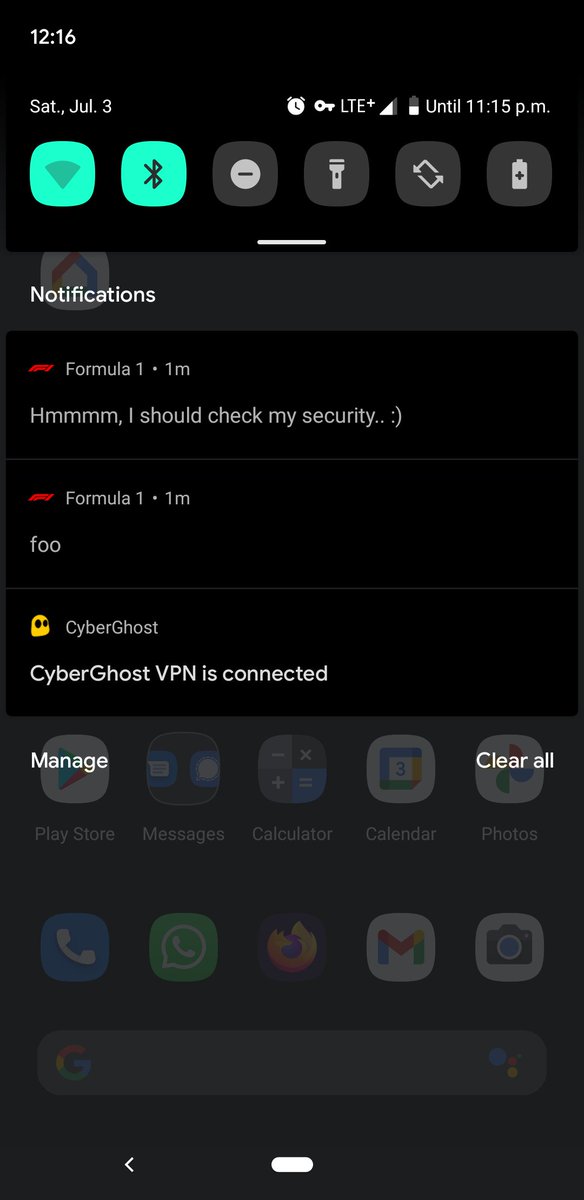 12:16
Sat., Jul. 3 LTE+ Until 11:15 p.m.
Notifications
Formula 1 • 1m
Hmmmm, I should check my security.. :)
Formula 1 • 1m
foo
CyberGhost
CyberGhost VPN is connected
Manage Clear all
3
Play Store Messages Calculator Calendar Photos
G